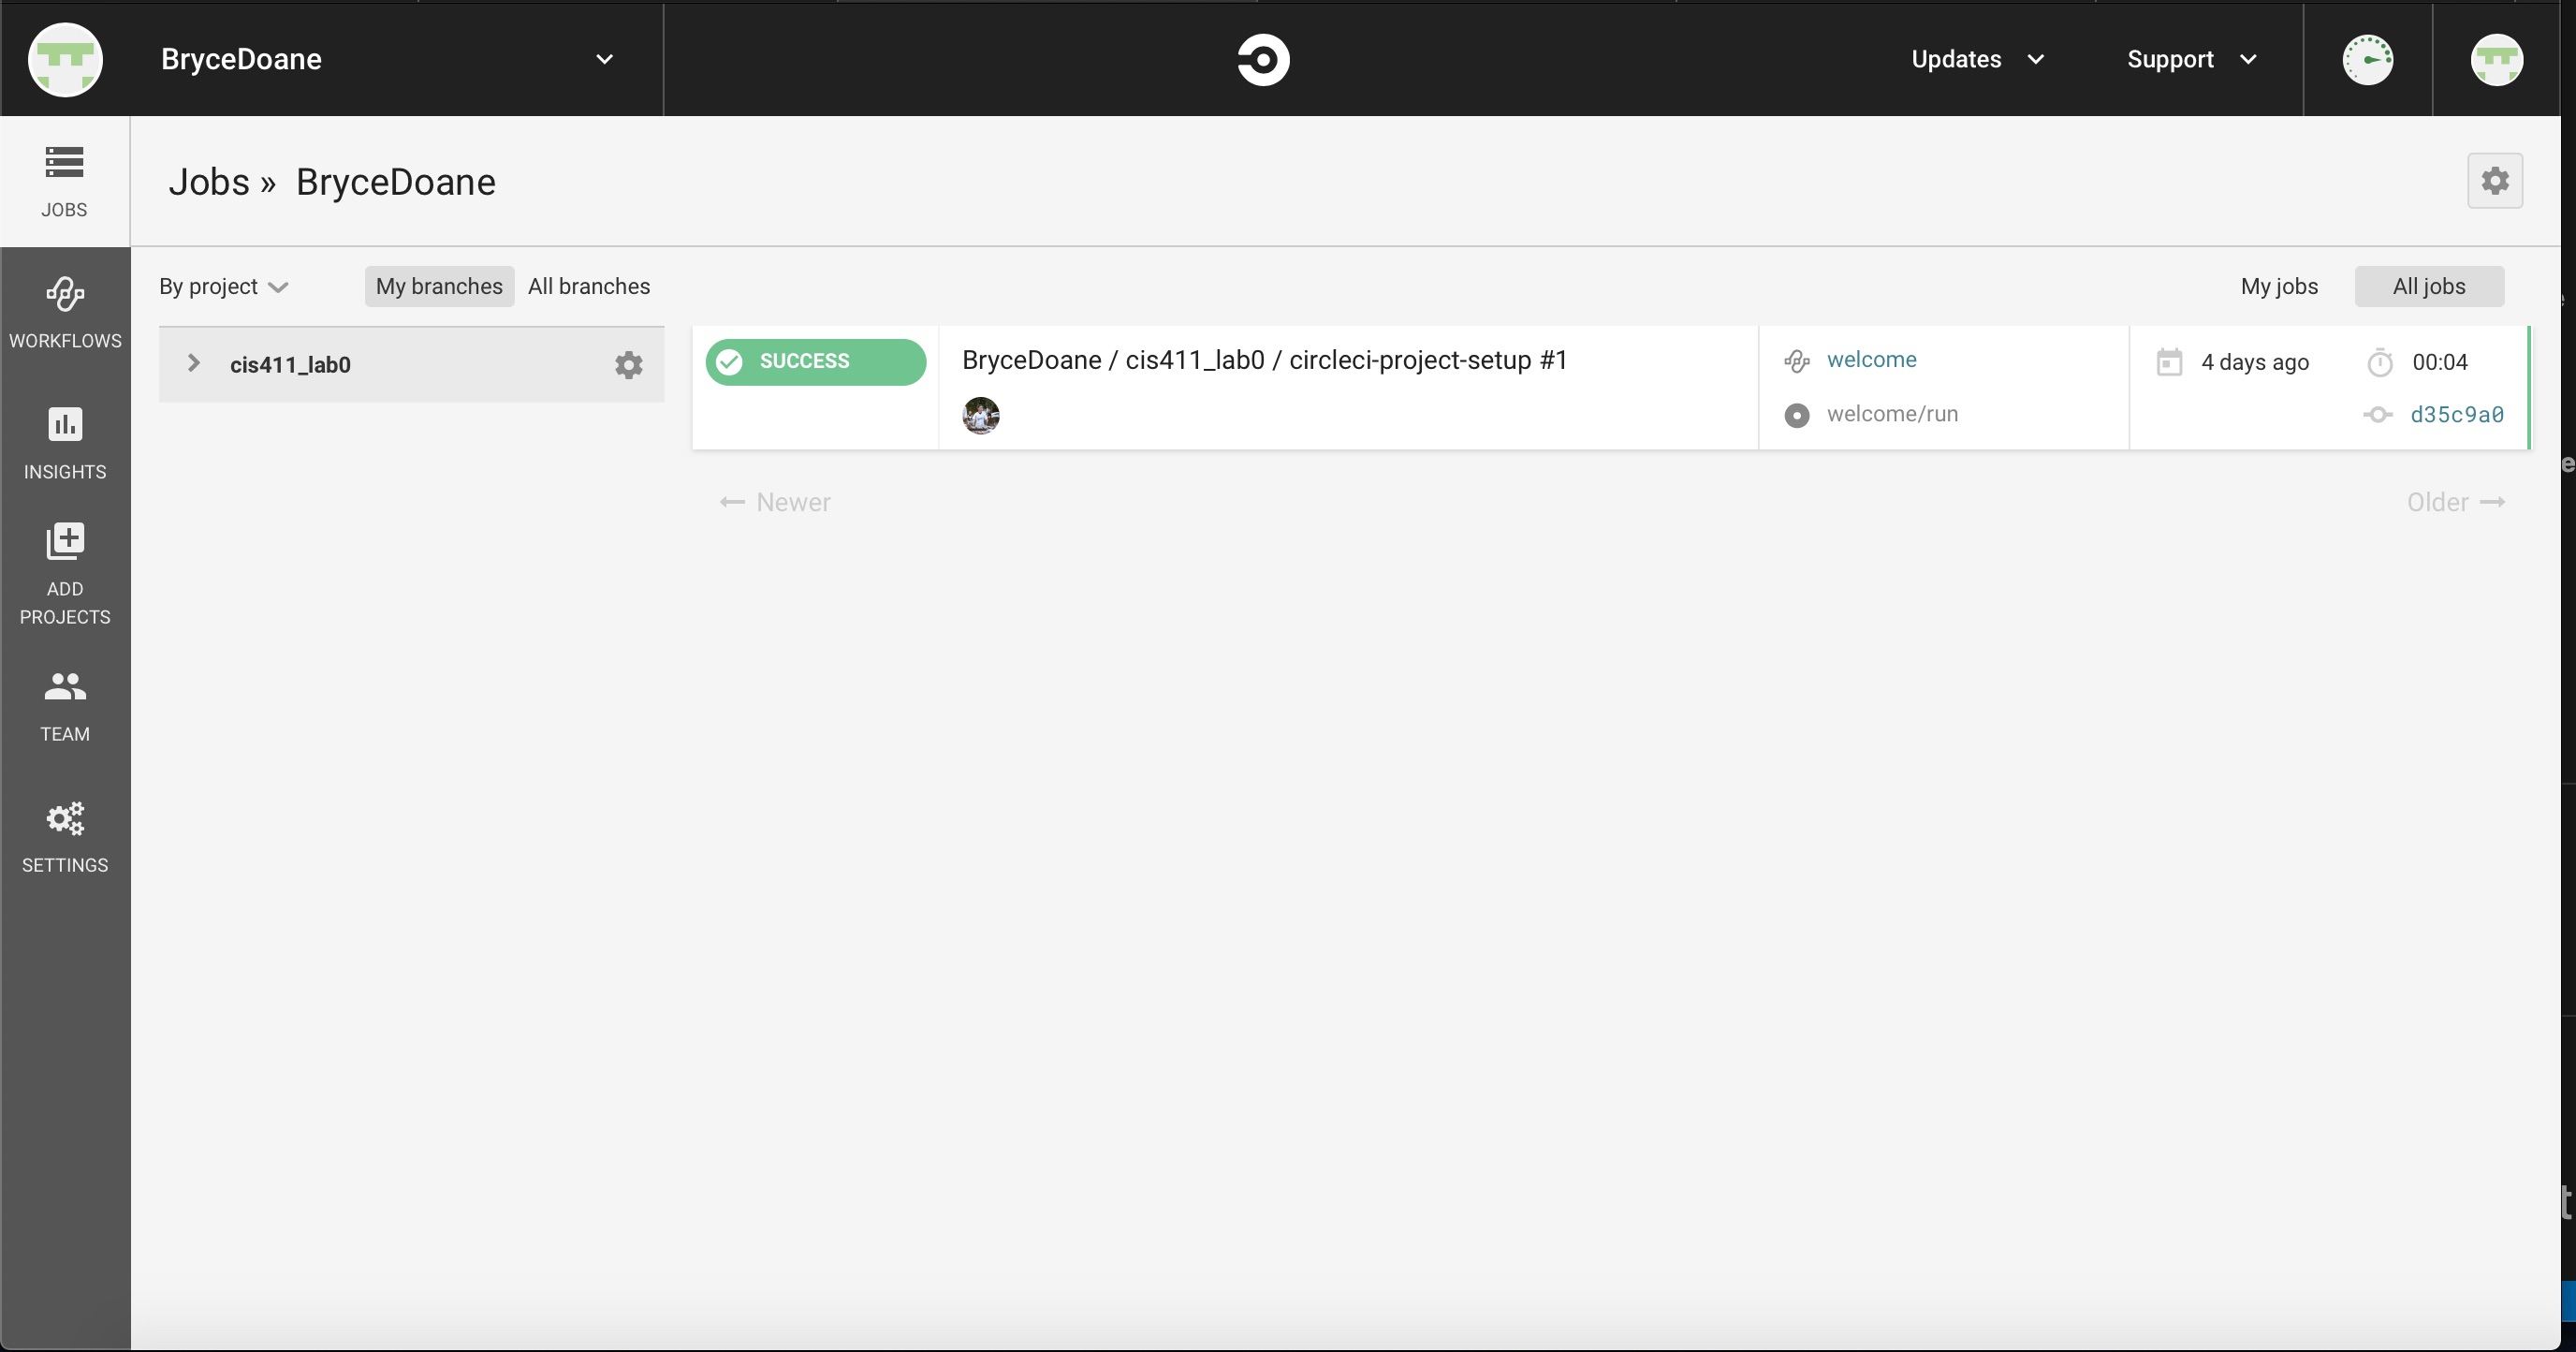 BryceDoane
Updates
Support
JOBS
Jobs » BryceDoane
WORKFLOWS
INSIGHTS
ADD
PROJECTS
TEAM
SETTINGS
By project
My branches
All branches
My jobs
All jobs
cis411_lab0
SUCCESS
BryceDoane / cis411_lab0 / circleci-project-setup #1
welcome
welcome/run
4 days ago
00:04
d35c9a0
Newer
Older